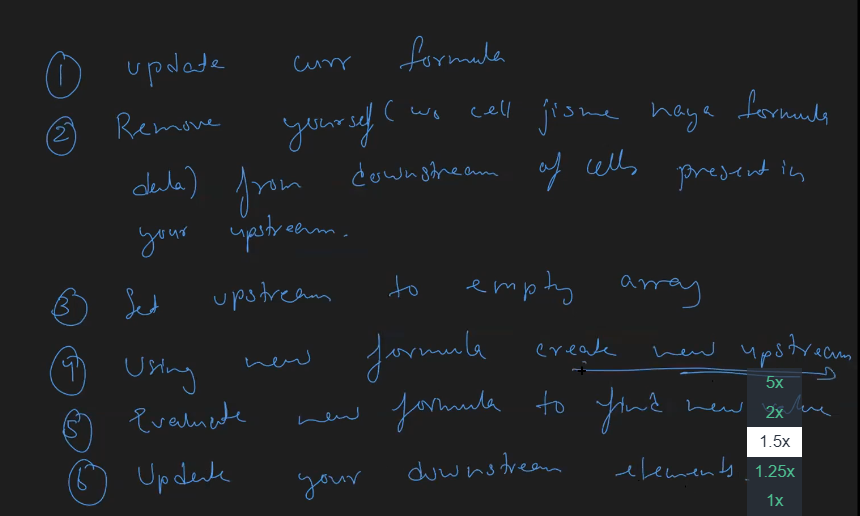 ① update curr formula
② Remove yourself (wo cell jisme naya formula
dala) from downstream of cells present in
your upstream.
③ Set upstream to empty array
④ Using new formula create new upstream
⑤ Evaluate new formula to find new value
⑥ Update your downstream elements.
5x
2x
1.5x
1.25x
1x